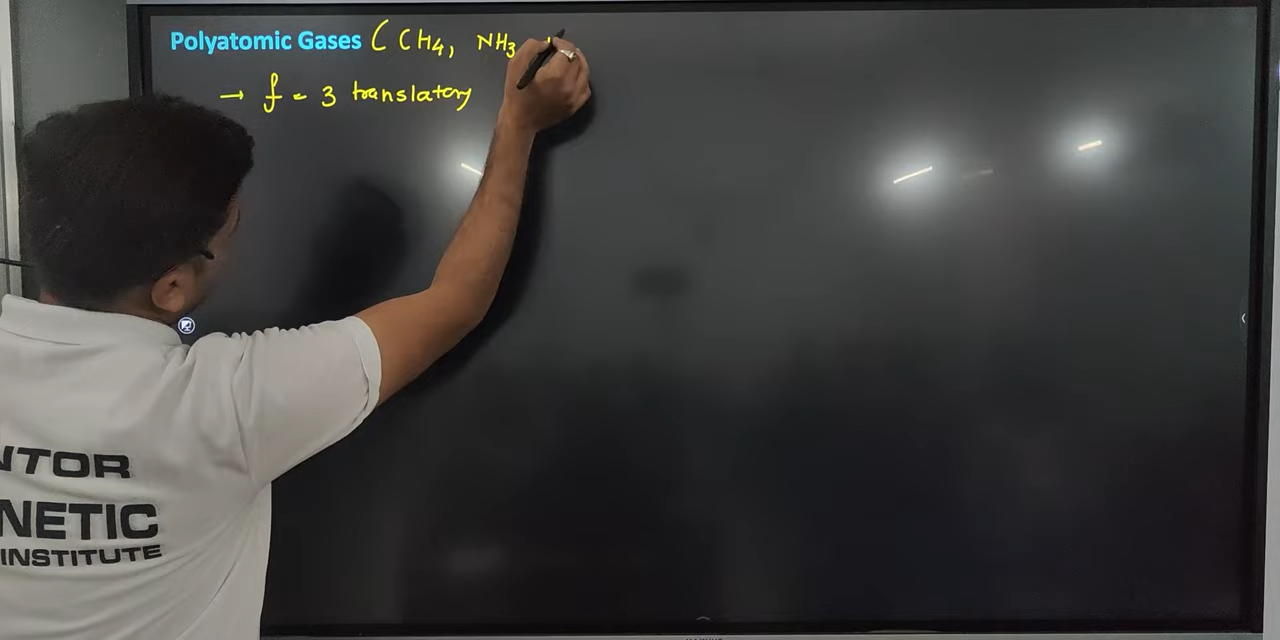 Polyatomic Gases ( CH4, NH3
→ f = 3 translatory
NTOR
NETIC
INSTITUTE